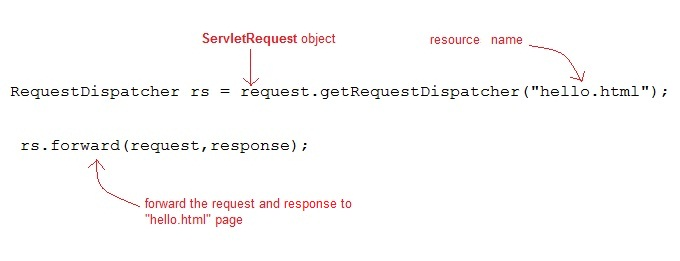 ServletRequest object
resource name
RequestDispatcher rs = request.getRequestDispatcher("hello.html");
rs.forward(request,response);
forward the request and response to
"hello.html" page